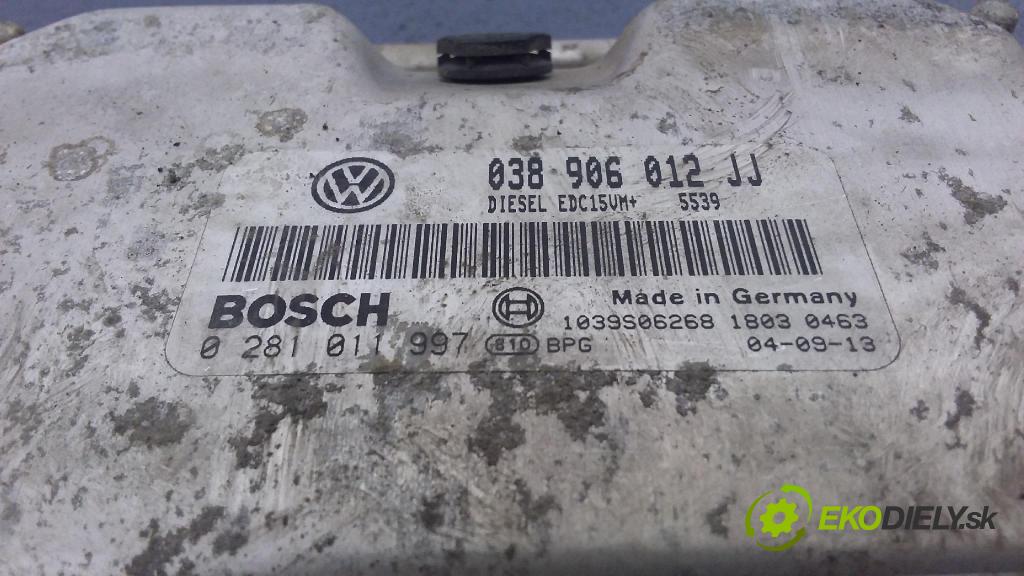 038 906 012 JJ
DIESEL EDC15VM+ 5539
BOSCH
Made in Germany
1039S06268 1803 0463
0 281 011 997 810 BPG 04-09-13
EKODIELY.sk